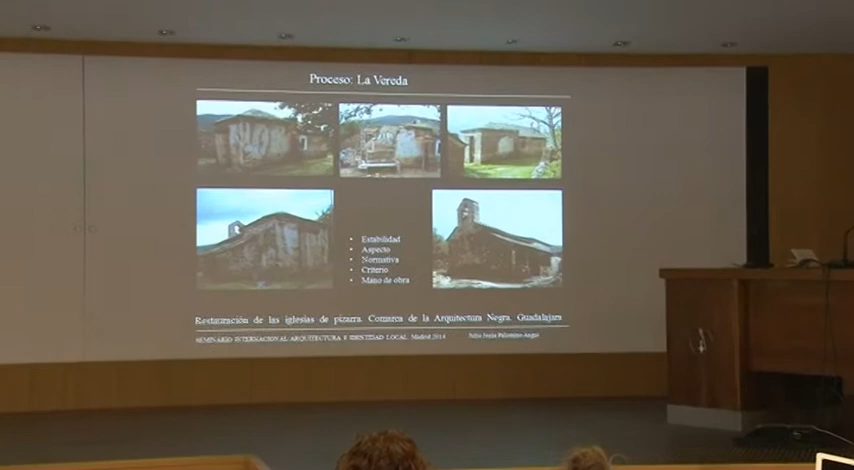 Proceso: La Vereda
• Estabilidad
• Aspecto
• Normativa
• Criterio
• Mano de obra
Restauración de las iglesias de pizarra. Comarca de la Arquitectura Negra. Guadalajara
SEMINARIO INTERNACIONAL ARQUITECTURA E IDENTIDAD LOCAL. Madrid 2014
Palomino